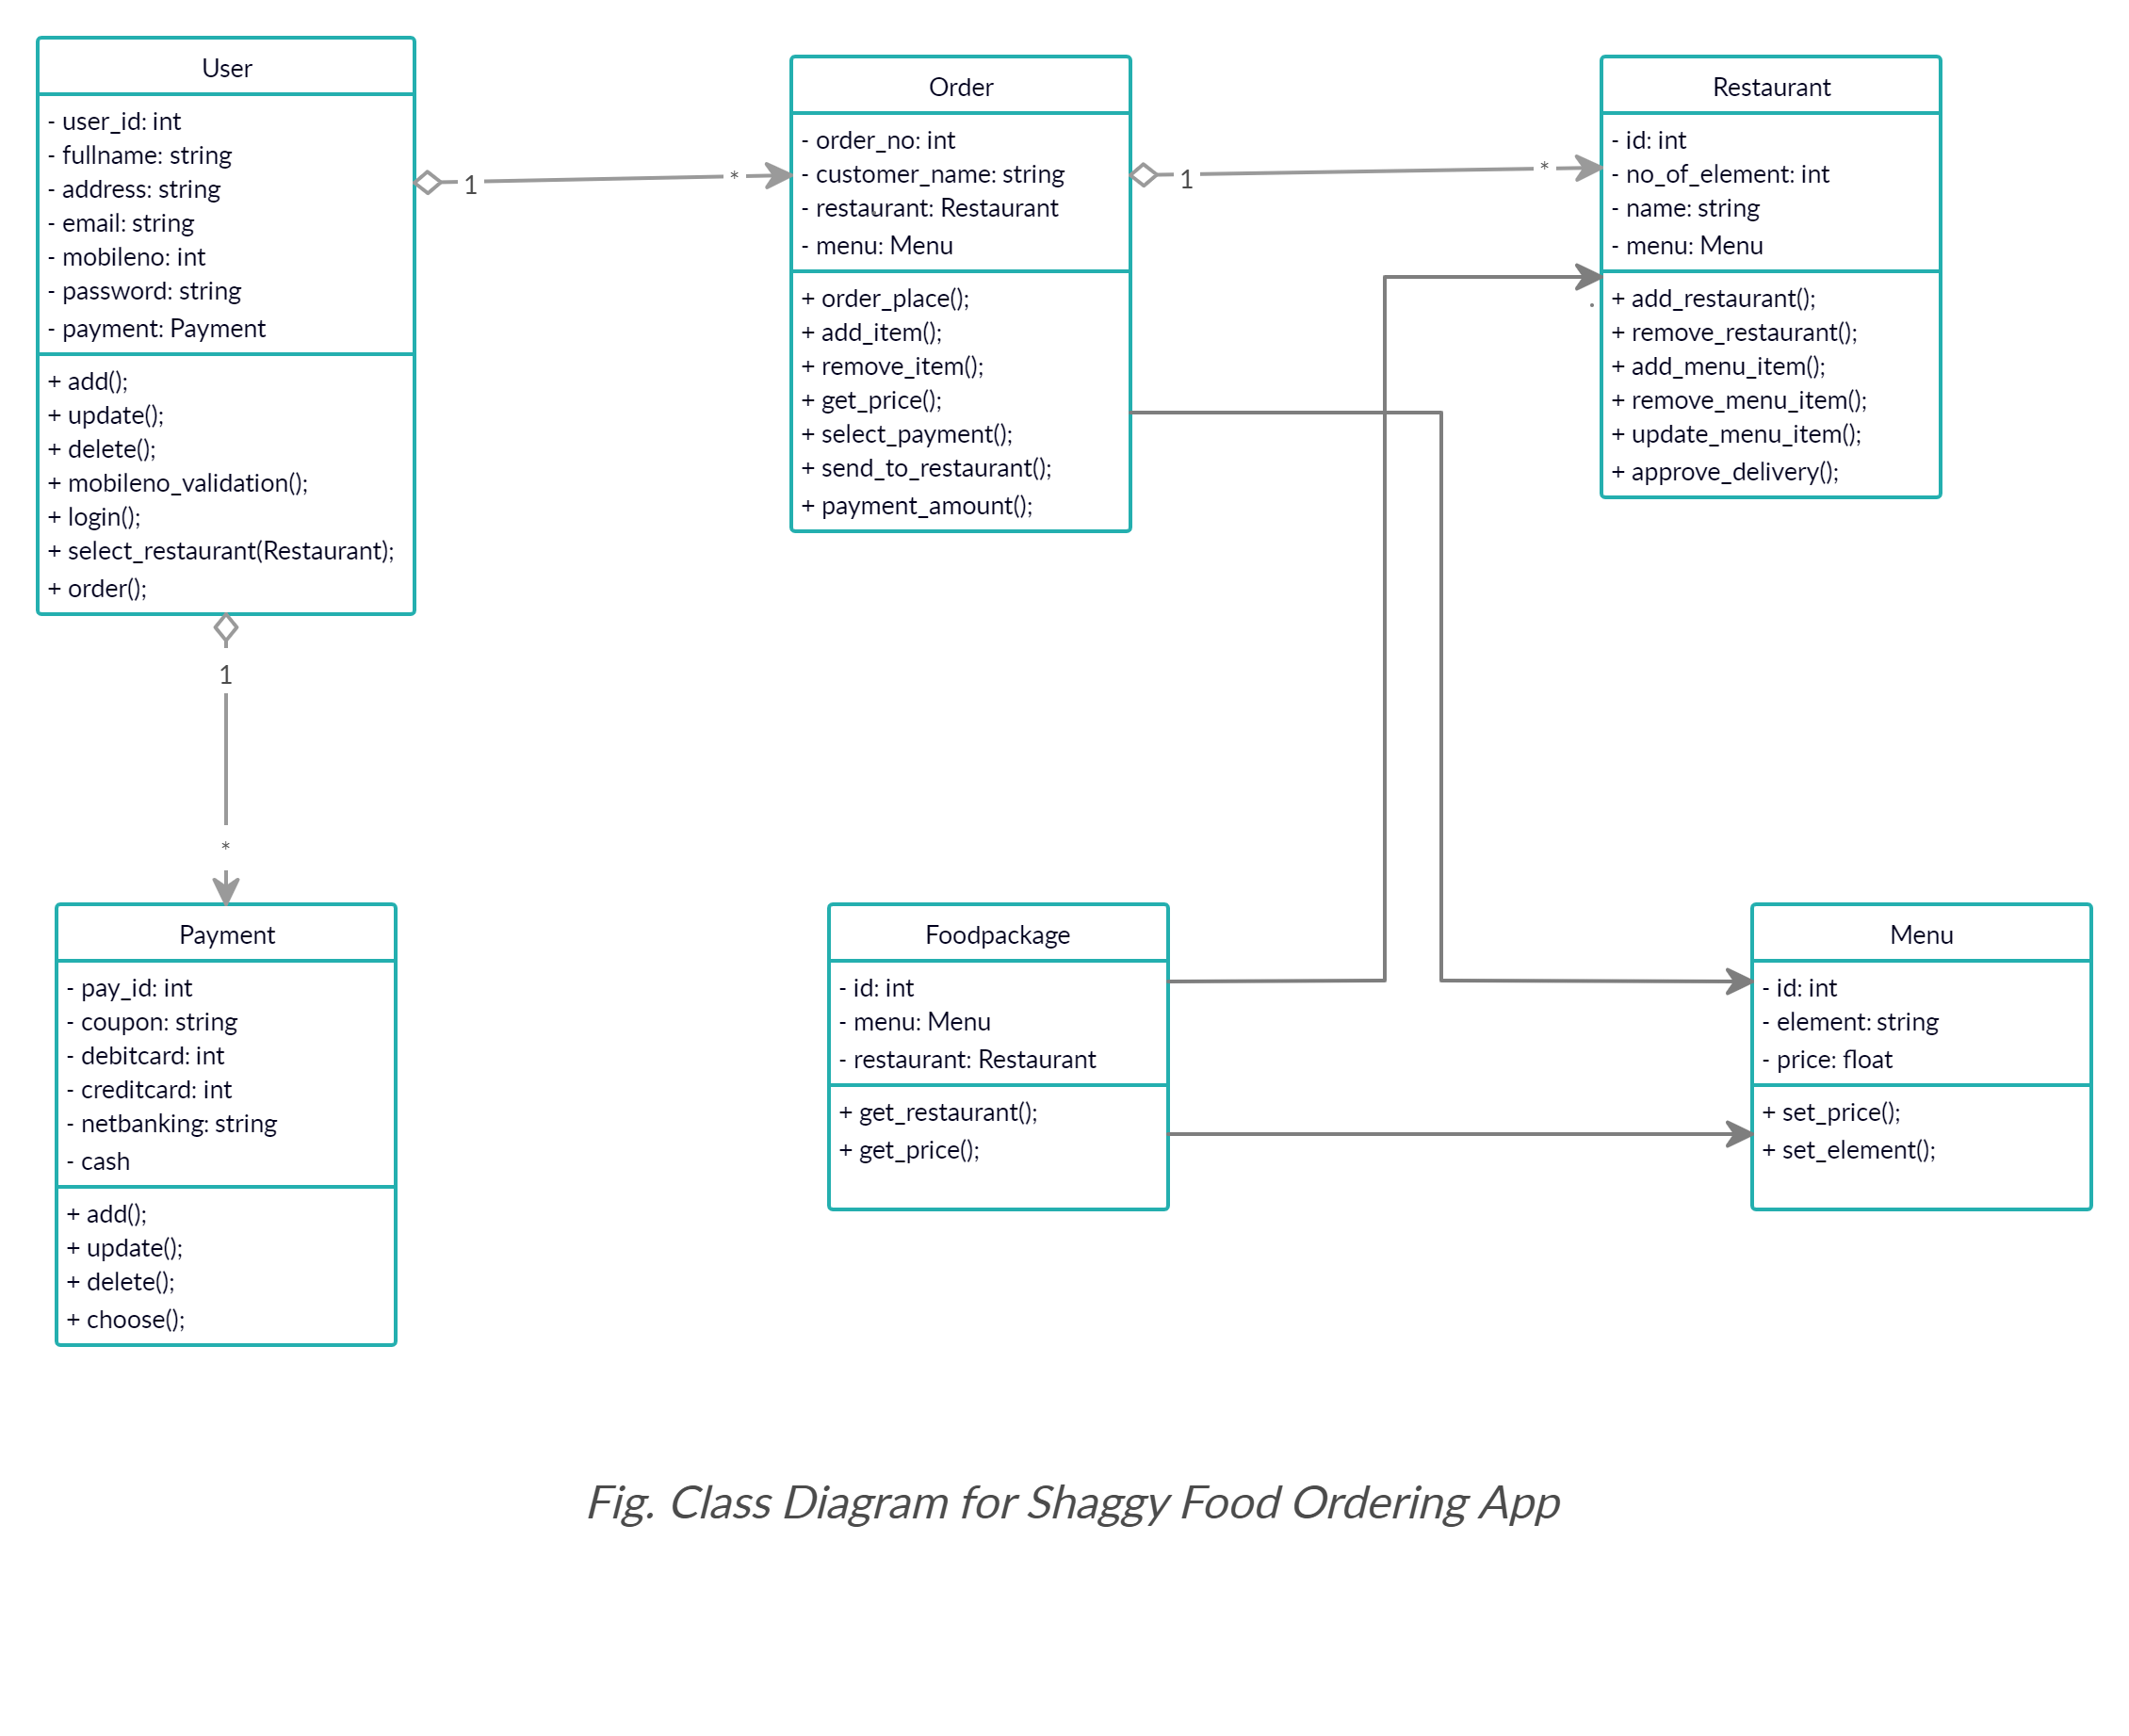 User
- user_id: int
- fullname: string
- address: string
- email: string
- mobileno: int
- password: string
- payment: Payment
+ add();
+ update();
+ delete();
+ mobileno_validation();
+ login();
+ select_restaurant(Restaurant);
+ order();
1
*
Order
- order_no: int
- customer_name: string
- restaurant: Restaurant
- menu: Menu
+ order_place();
+ add_item();
+ remove_item();
+ get_price();
+ select_payment();
+ send_to_restaurant();
+ payment_amount();
1
*
Restaurant
- id: int
- no_of_element: int
- name: string
- menu: Menu
+ add_restaurant();
+ remove_restaurant();
+ add_menu_item();
+ remove_menu_item();
+ update_menu_item();
+ approve_delivery();
1
*
Payment
- pay_id: int
- coupon: string
- debitcard: int
- creditcard: int
- netbanking: string
- cash
+ add();
+ update();
+ delete();
+ choose();
Foodpackage
- id: int
- menu: Menu
- restaurant: Restaurant
+ get_restaurant();
+ get_price();
Menu
- id: int
- element: string
- price: float
+ set_price();
+ set_element();
Fig. Class Diagram for Shaggy Food Ordering App